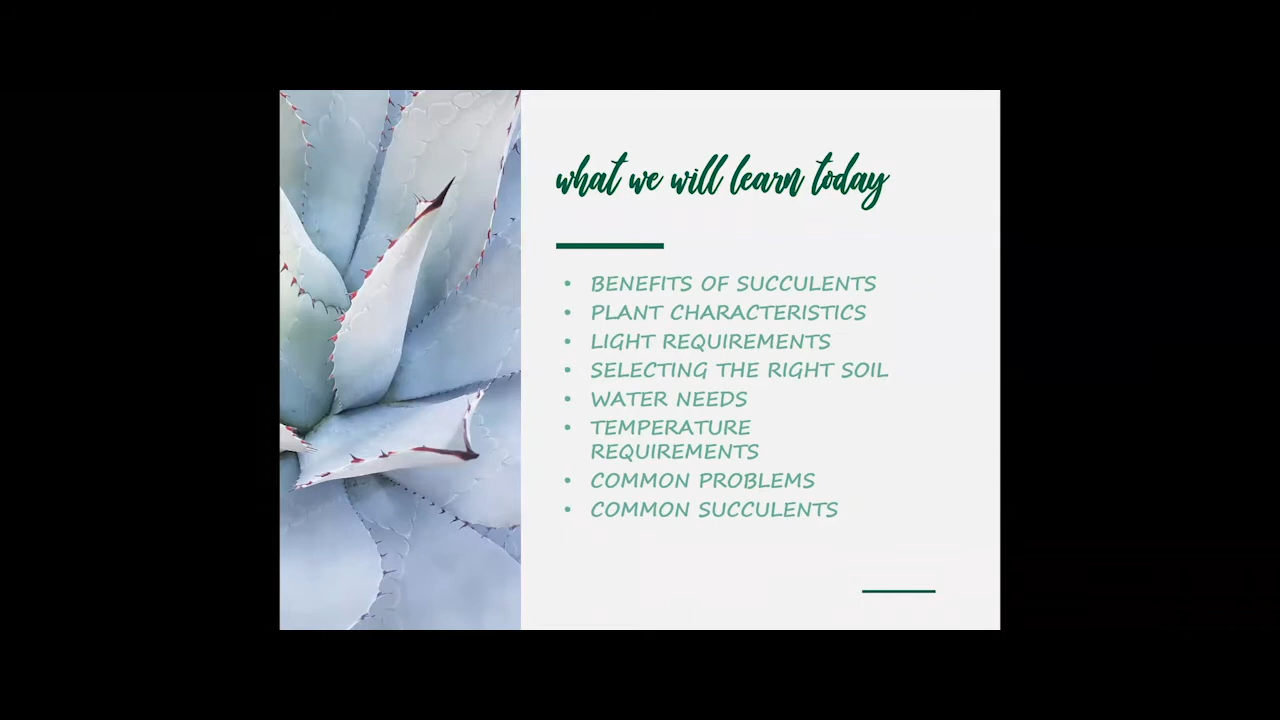 what we will learn today
• BENEFITS OF SUCCULENTS
• PLANT CHARACTERISTICS
• LIGHT REQUIREMENTS
• SELECTING THE RIGHT SOIL
• WATER NEEDS
• TEMPERATURE
REQUIREMENTS
• COMMON PROBLEMS
• COMMON SUCCULENTS